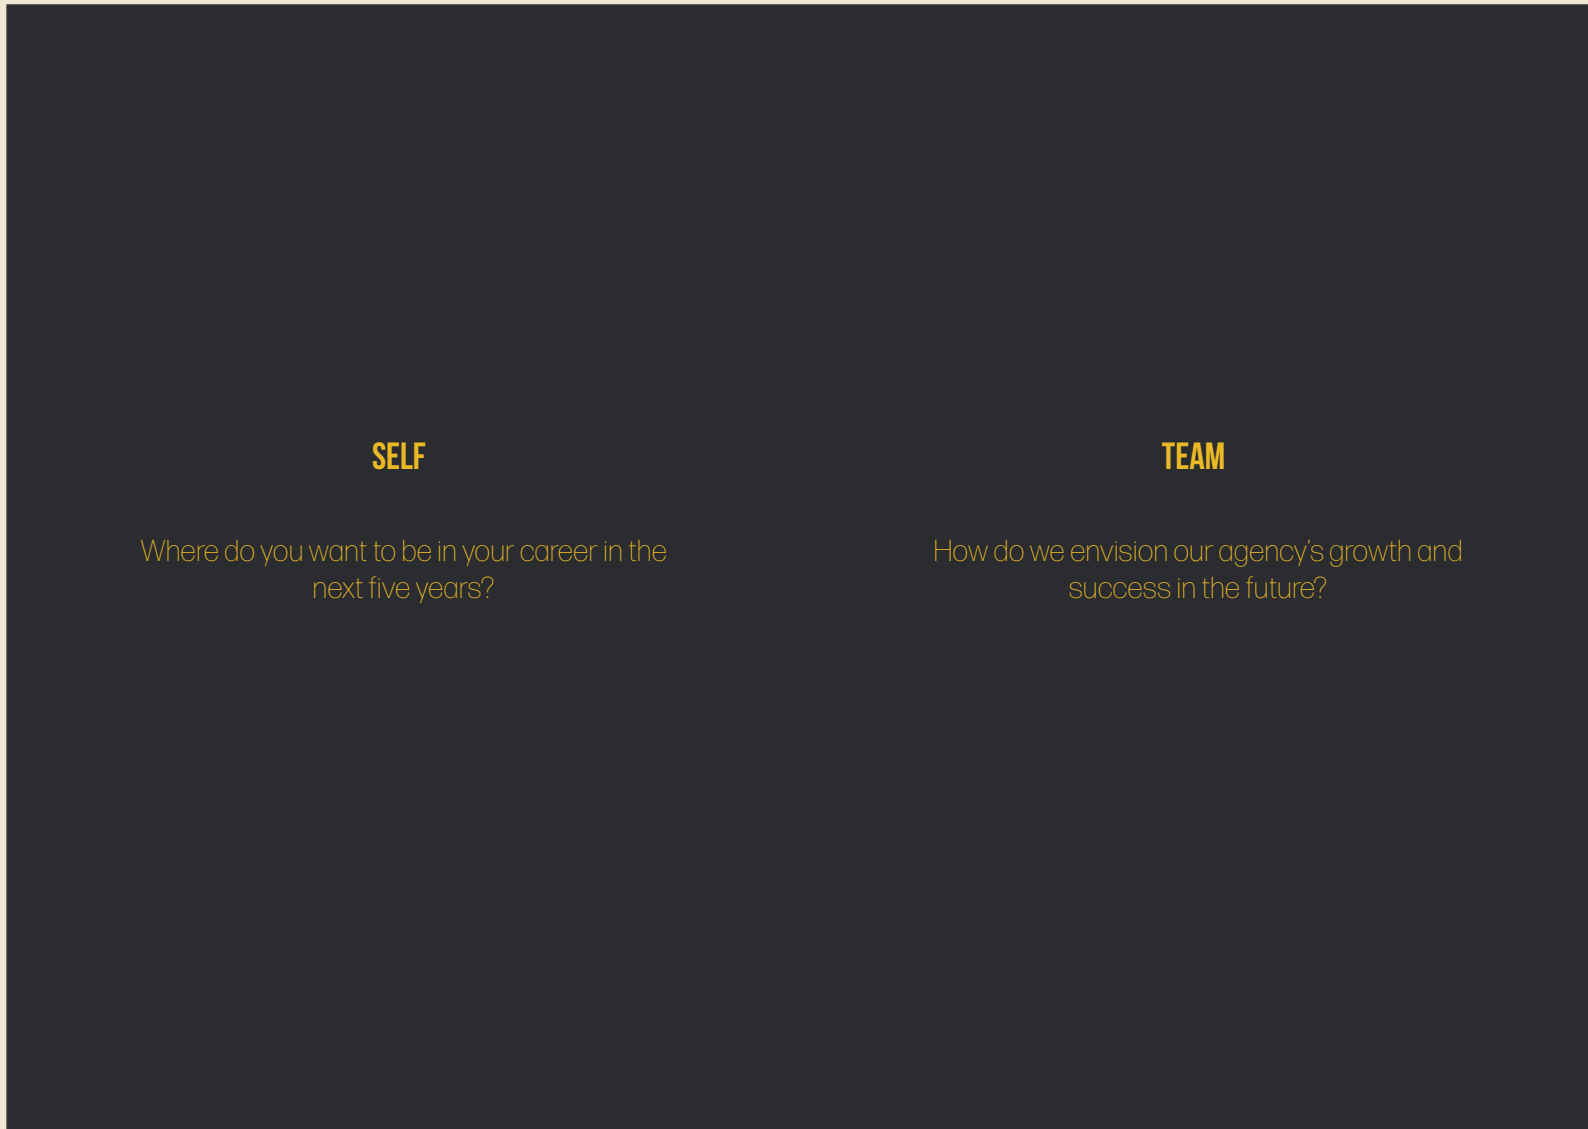 SELF
Where do you want to be in your career in the
next five years?
TEAM
How do we envision our agency’s growth and
success in the future?